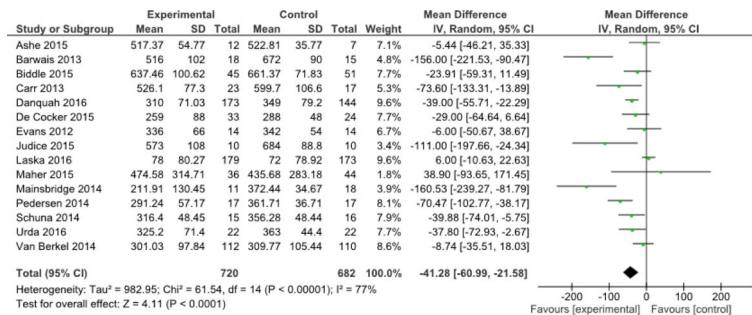 Experimental Control Mean Difference Mean Difference
Study or Subgroup Mean SD Total Mean SD Total Weight IV, Random, 95% CI IV, Random, 95% CI
Ashe 2015 517.37 54.77 12 522.81 35.77 7 7.1% -5.44 [-46.21, 35.33]
Barwais 2013 516 102 18 672 90 15 5.1% -156.00 [-221.53, -90.47]
Biddle 2015 637.46 100.62 45 661.37 71.83 51 7.6% -23.91 [-59.31, 11.49]
Carr 2013 526.1 77.3 23 599.7 106.6 17 5.5% -73.60 [-133.31, -13.89]
Danquah 2016 310 71.03 173 349 79.2 144 9.2% -39.00 [-55.71, -22.29]
De Cocker 2015 259 88 33 288 48 24 7.6% -29.00 [-64.64, 6.64]
Evans 2012 336 66 14 342 54 14 6.7% -6.00 [-50.67, 38.67]
Judice 2015 573 108 10 684 88.8 10 4.0% -111.00 [-197.66, -24.34]
Laska 2016 78 80.27 179 72 78.92 173 9.2% 6.00 [-10.63, 22.63]
Maher 2015 474.58 314.71 36 435.68 283.18 44 1.8% 38.90 [-93.65, 171.45]
Mainsbridge 2014 211.91 130.45 11 372.44 34.67 18 4.2% -160.53 [-239.27, -81.79]
Pedersen 2014 291.24 57.17 17 361.71 36.71 17 7.9% -70.47 [-102.77, -38.17]
Schuna 2014 316.4 48.45 15 356.28 48.44 16 7.8% -39.88 [-74.01, -5.75]
Urda 2016 325.2 71.4 22 363 44.4 22 7.6% -37.80 [-72.93, -2.67]
Van Berkel 2014 301.03 97.84 112 309.77 105.44 110 8.4% -8.74 [-35.51, 18.03]
Total (95% CI) 720 682 100.0% -41.28 [-60.99, -21.58]
Heterogeneity: Tau² = 982.95; Chi² = 61.54, df = 14 (P < 0.00001); I² = 77%
Test for overall effect: Z = 4.11 (P < 0.0001)
-200 -100 0 100 200
Favours [experimental] Favours [control]